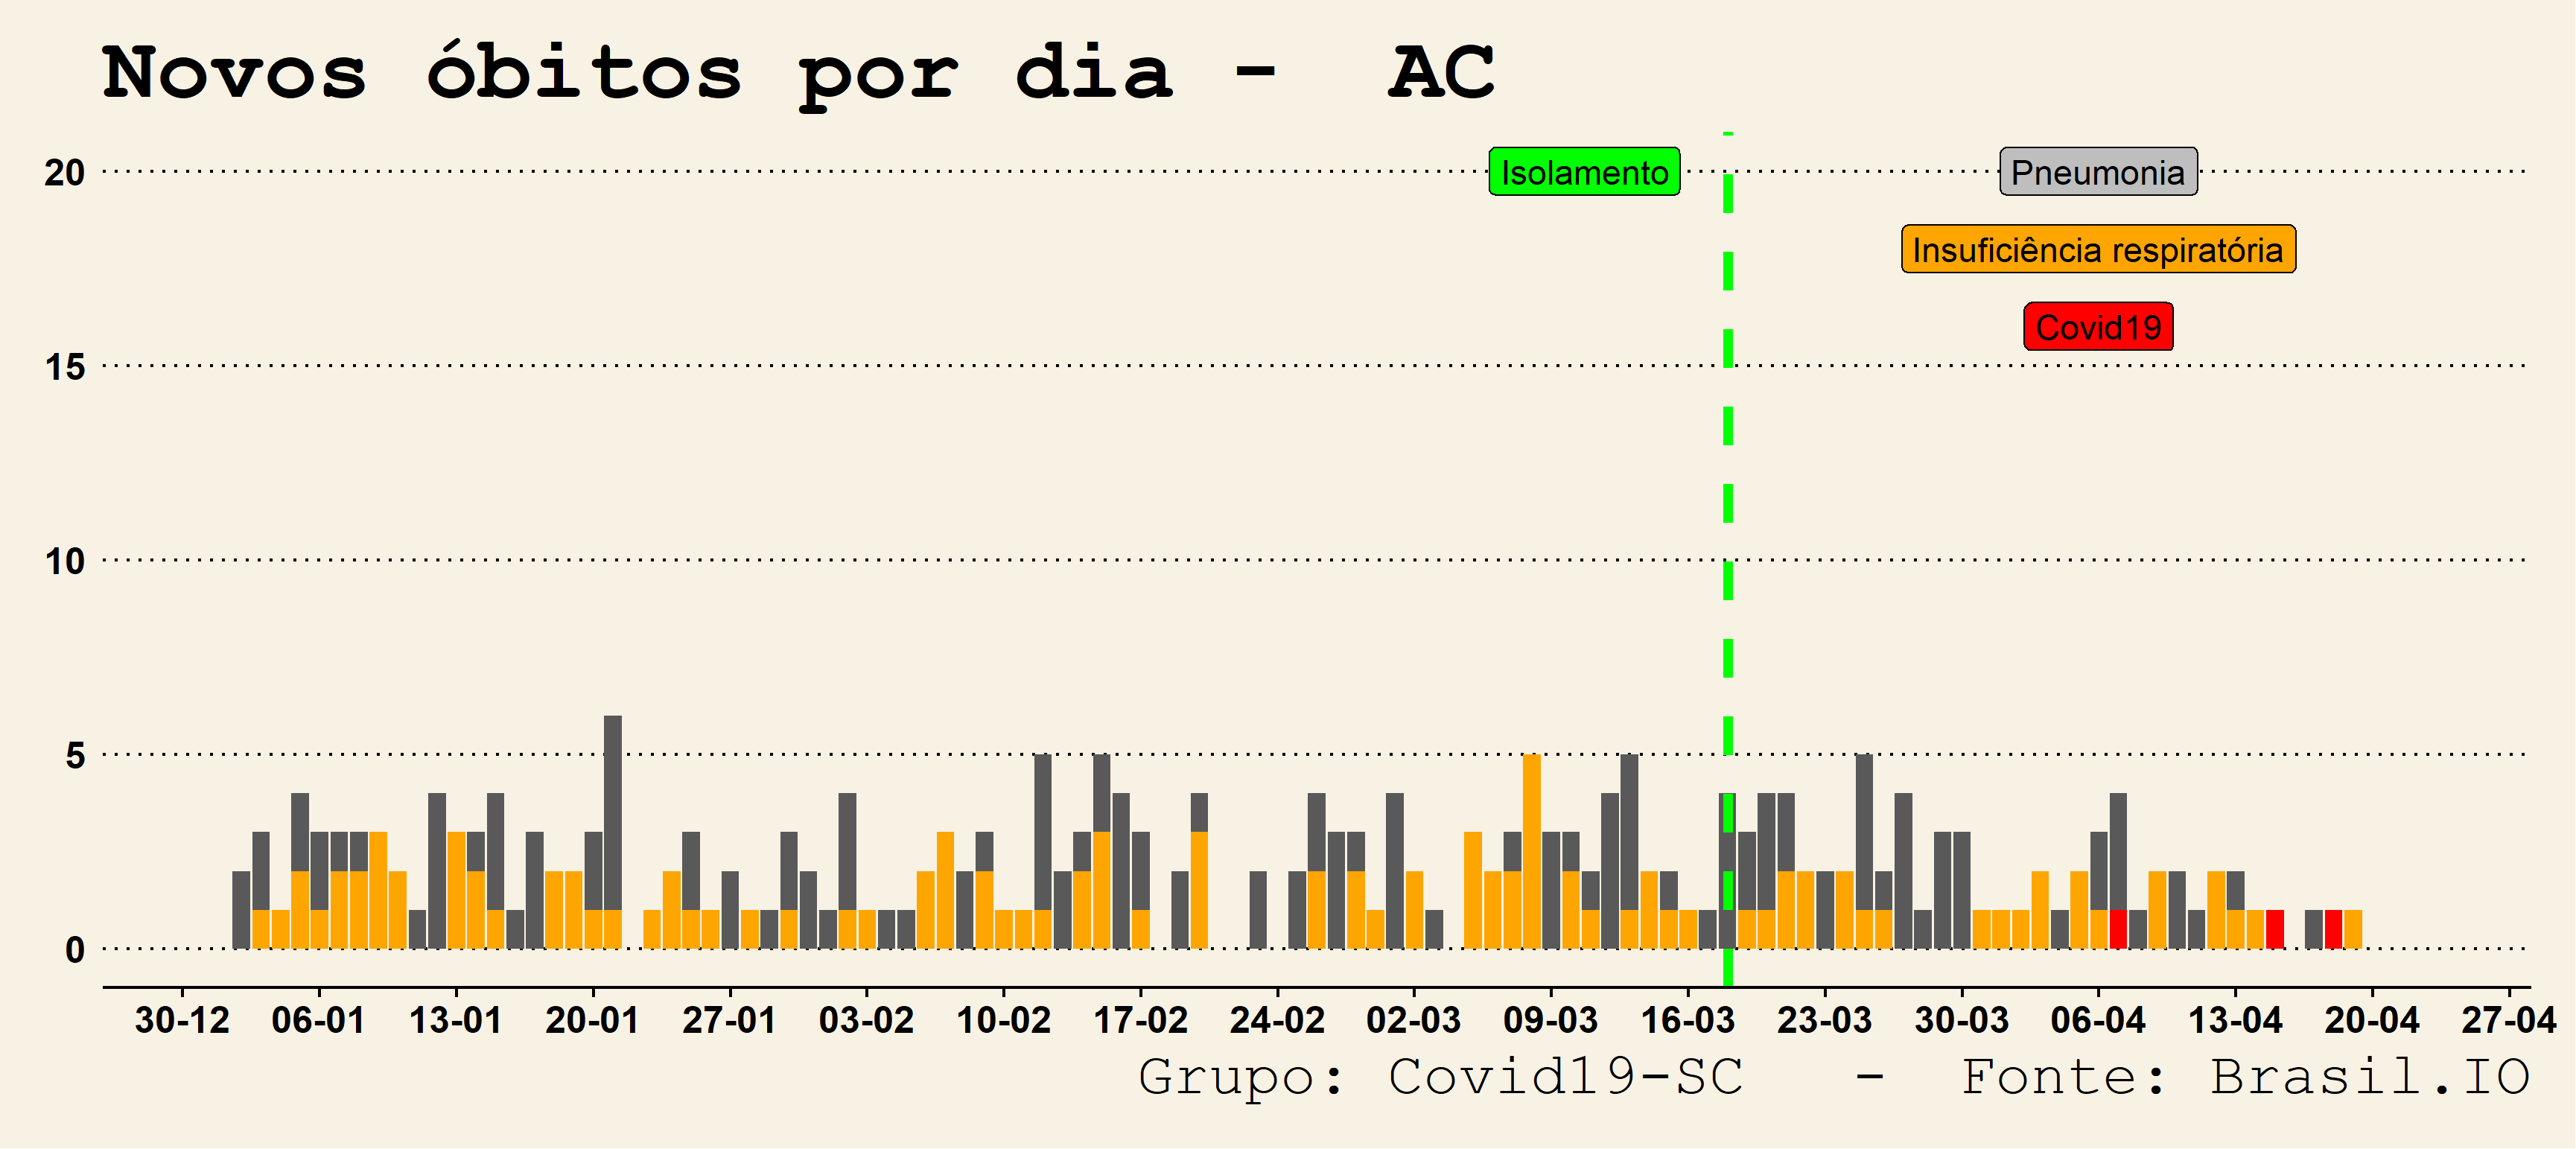 Novos óbitos por dia - AC
20
Isolamento
Pneumonia
Insuficiência respiratória
Covid19
15
10
5
0
30-12 06-01 13-01 20-01 27-01 03-02 10-02 17-02 24-02 02-03 09-03 16-03 23-03 30-03 06-04 13-04 20-04 27-04
Grupo: Covid19-SC - Fonte: Brasil.IO